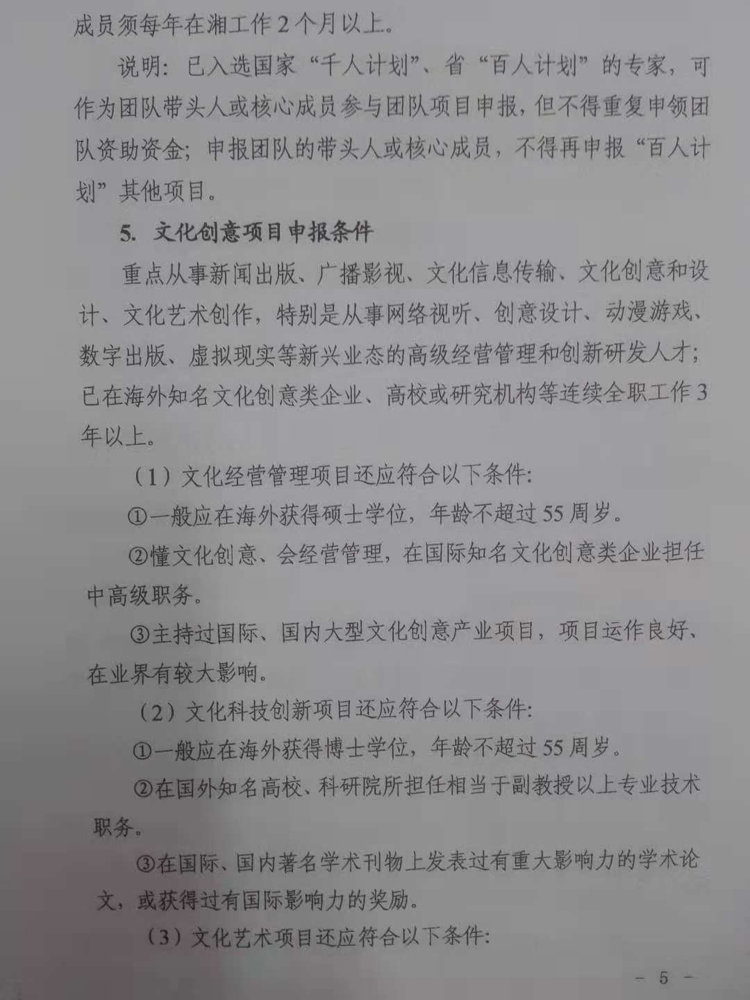 成员须每年在湘工作2个月以上。
说明：已入选国家“千人计划”、省“百人计划”的专家，可
作为团队带头人或核心成员参与团队项目申报，但不得重复申领团
队资助资金；申报团队的带头人或核心成员，不得再申报“百人计
划”其他项目。
5. 文化创意项目申报条件
重点从事新闻出版、广播影视、文化信息传输、文化创意和设
计、文化艺术创作，特别是从事网络视听、创意设计、动漫游戏、
数字出版、虚拟现实等新兴业态的高级经营管理和创新研发人才；
已在海外知名文化创意类企业、高校或研究机构等连续全职工作3
年以上。
（1）文化经营管理项目还应符合以下条件：
①一般应在海外获得硕士学位，年龄不超过55周岁。
②懂文化创意、会经营管理，在国际知名文化创意类企业担任
中高级职务。
③主持过国际、国内大型文化创意产业项目，项目运作良好、
在业界有较大影响。
（2）文化科技创新项目还应符合以下条件：
①一般应在海外获得博士学位，年龄不超过55周岁。
②在国外知名高校、科研院所担任相当于副教授以上专业技术
职务。
③在国际、国内著名学术刊物上发表过有重大影响力的学术论
文，或获得过有国际影响力的奖励。
（3）文化艺术项目还应符合以下条件：
－ 5 －